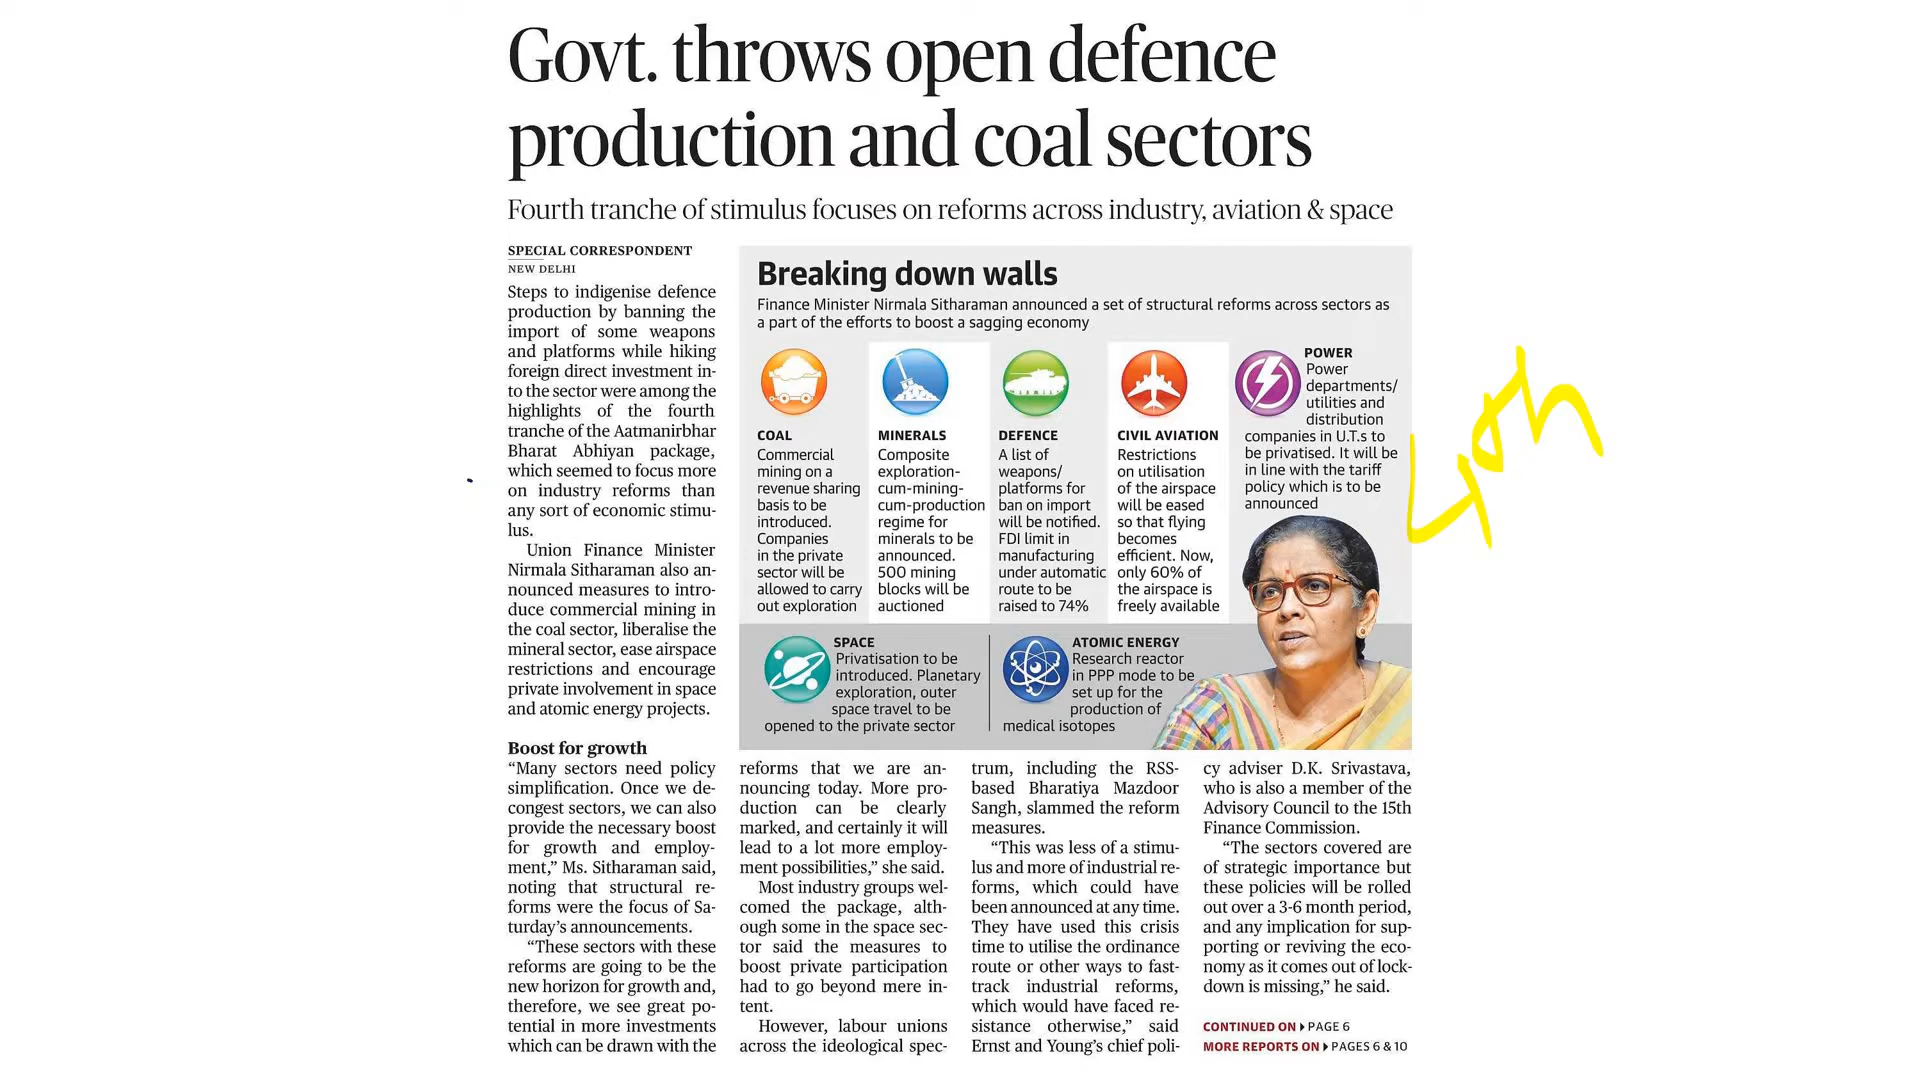 Govt. throws open defence
production and coal sectors
Fourth tranche of stimulus focuses on reforms across industry, aviation & space
SPECIAL CORRESPONDENT
NEW DELHI
Steps to indigenise defence
production by banning the
import of some weapons
and platforms while hiking
foreign direct investment in-
to the sector were among the
highlights of the fourth
tranche of the Aatmanirbhar
Bharat Abhiyan package,
which seemed to focus more
on industry reforms than
any sort of economic stimu-
lus.
Union Finance Minister
Nirmala Sitharaman also an-
nounced measures to intro-
duce commercial mining in
the coal sector, liberalise the
mineral sector, ease airspace
restrictions and encourage
private involvement in space
and atomic energy projects.
Boost for growth
“Many sectors need policy
simplification. Once we de-
congest sectors, we can also
provide the necessary boost
for growth and employ-
ment,” Ms. Sitharaman said,
noting that structural re-
forms were the focus of Sa-
turday’s announcements.
“These sectors with these
reforms are going to be the
new horizon for growth and,
therefore, we see great po-
tential in more investments
which can be drawn with the
Breaking down walls
Finance Minister Nirmala Sitharaman announced a set of structural reforms across sectors as
a part of the efforts to boost a sagging economy
COAL
Commercial
mining on a
revenue sharing
basis to be
introduced.
Companies
in the private
sector will be
allowed to carry
out exploration
MINERALS
Composite
exploration-
cum-mining-
cum-production
regime for
minerals to be
announced.
500 mining
blocks will be
auctioned
DEFENCE
A list of
weapons/
platforms for
ban on import
will be notified.
FDI limit in
manufacturing
under automatic
route to be
raised to 74%
CIVIL AVIATION
Restrictions
on utilisation
of the airspace
will be eased
so that flying
becomes
efficient. Now,
only 60% of
the airspace is
freely available
POWER
Power
departments/
utilities and
distribution
companies in U.T.s to
be privatised. It will be
in line with the tariff
policy which is to be
announced
4th
SPACE
Privatisation to be
introduced. Planetary
exploration, outer
space travel to be
opened to the private sector
ATOMIC ENERGY
Research reactor
in PPP mode to be
set up for the
production of
medical isotopes
reforms that we are an-
nouncing today. More pro-
duction can be clearly
marked, and certainly it will
lead to a lot more employ-
ment possibilities,” she said.
Most industry groups wel-
comed the package, alth-
ough some in the space sec-
tor said the measures to
boost private participation
had to go beyond mere in-
tent.
However, labour unions
across the ideological spec-
trum, including the RSS-
based Bharatiya Mazdoor
Sangh, slammed the reform
measures.
“This was less of a stimu-
lus and more of industrial re-
forms, which could have
been announced at any time.
They have used this crisis
time to utilise the ordinance
route or other ways to fast-
track industrial reforms,
which would have faced re-
sistance otherwise,” said
Ernst and Young’s chief poli-
cy adviser D.K. Srivastava,
who is also a member of the
Advisory Council to the 15th
Finance Commission.
“The sectors covered are
of strategic importance but
these policies will be rolled
out over a 3-6 month period,
and any implication for sup-
porting or reviving the eco-
nomy as it comes out of lock-
down is missing,” he said.
CONTINUED ON PAGE 6
MORE REPORTS ON PAGES 6 & 10